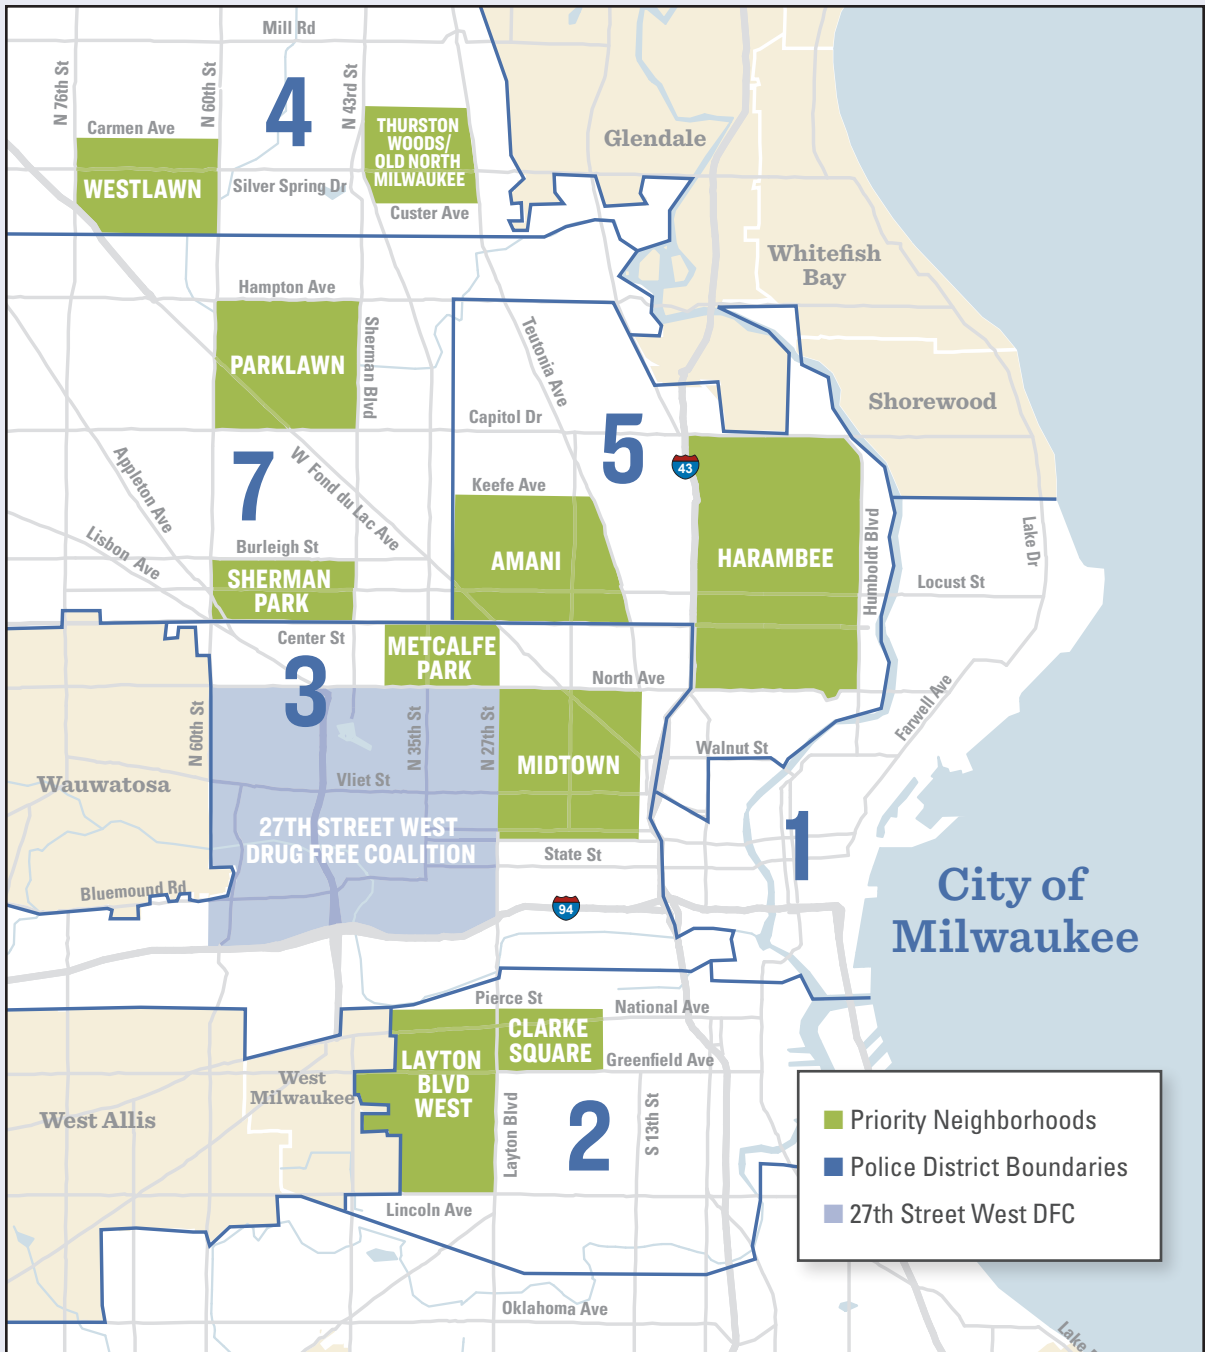 Mill Rd
N 76th St
N 60th St
N 43rd St
4
Carmen Ave
WESTLAWN
Silver Spring Dr
THURSTON
WOODS/
OLD NORTH
MILWAUKEE
Custer Ave
Glendale
Whitefish
Bay
Hampton Ave
PARKLAWN
Sherman Blvd
Teutonia Ave
Capitol Dr
5
Shorewood
43
7
Appleton Ave
W Fond du Lac Ave
Lisbon Ave
Keefe Ave
AMANI
HARAMBEE
Humboldt Blvd
Lake Dr
Locust St
Burleigh St
SHERMAN
PARK
Center St
METCALFE
PARK
3
North Ave
Farwell Ave
N 60th St
N 35th St
N 27th St
Walnut St
MIDTOWN
Wauwatosa
Vliet St
27TH STREET WEST
DRUG FREE COALITION
State St
1
Bluemound Rd
94
City of
Milwaukee
Pierce St
National Ave
CLARKE
SQUARE
Greenfield Ave
LAYTON
BLVD
WEST
West
Milwaukee
West Allis
Layton Blvd
2
S 13th St
Lincoln Ave
Oklahoma Ave
Priority Neighborhoods
Police District Boundaries
27th Street West DFC
Lake